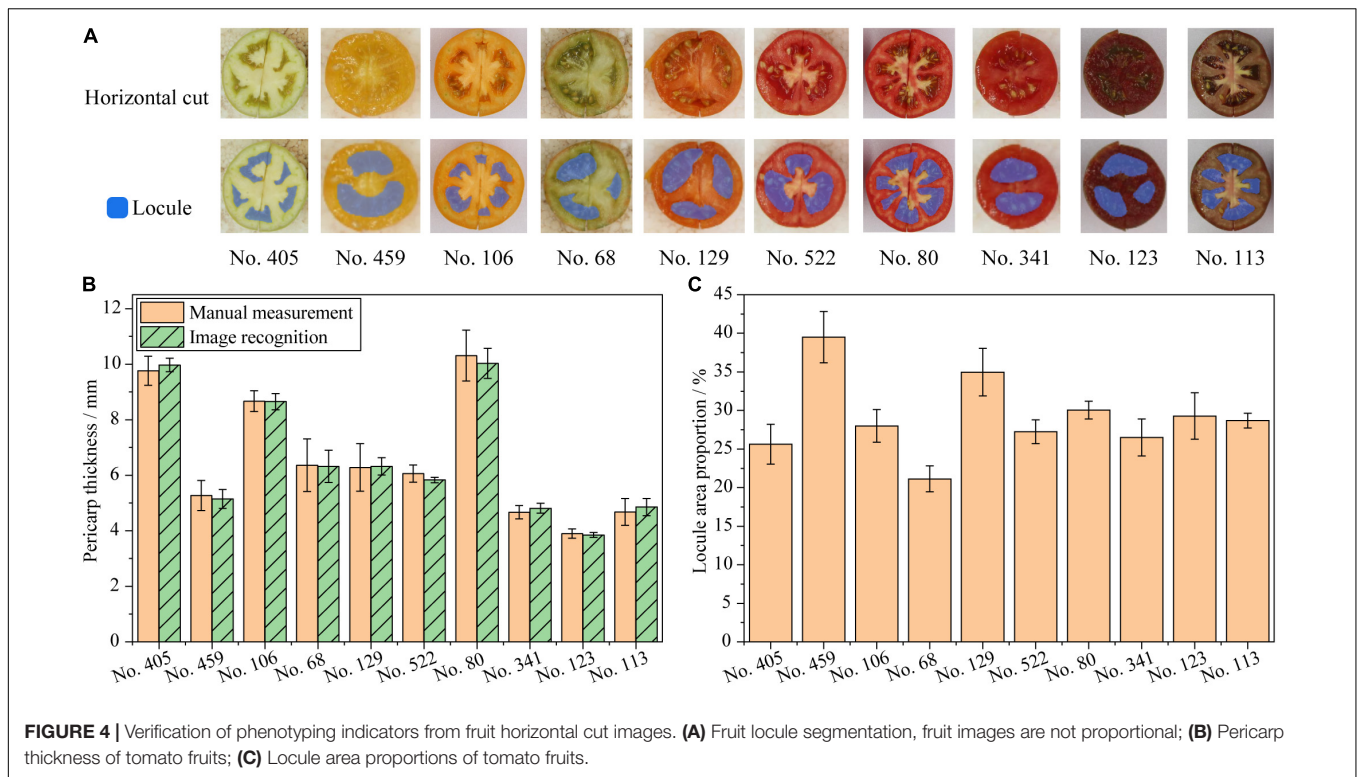 A
Horizontal cut
Locule
No. 405 No. 459 No. 106 No. 68 No. 129 No. 522 No. 80 No. 341 No. 123 No. 113
B
Manual measurement
Image recognition
Pericarp thickness / mm
12
10
8
6
4
2
0
No. 405 No. 459 No. 106 No. 68 No. 129 No. 522 No. 80 No. 341 No. 123 No. 113
C
Locule area proportion / %
45
40
35
30
25
20
15
10
5
0
No. 405 No. 459 No. 106 No. 68 No. 129 No. 522 No. 80 No. 341 No. 123 No. 113
FIGURE 4 | Verification of phenotyping indicators from fruit horizontal cut images. (A) Fruit locule segmentation, fruit images are not proportional; (B) Pericarp
thickness of tomato fruits; (C) Locule area proportions of tomato fruits.